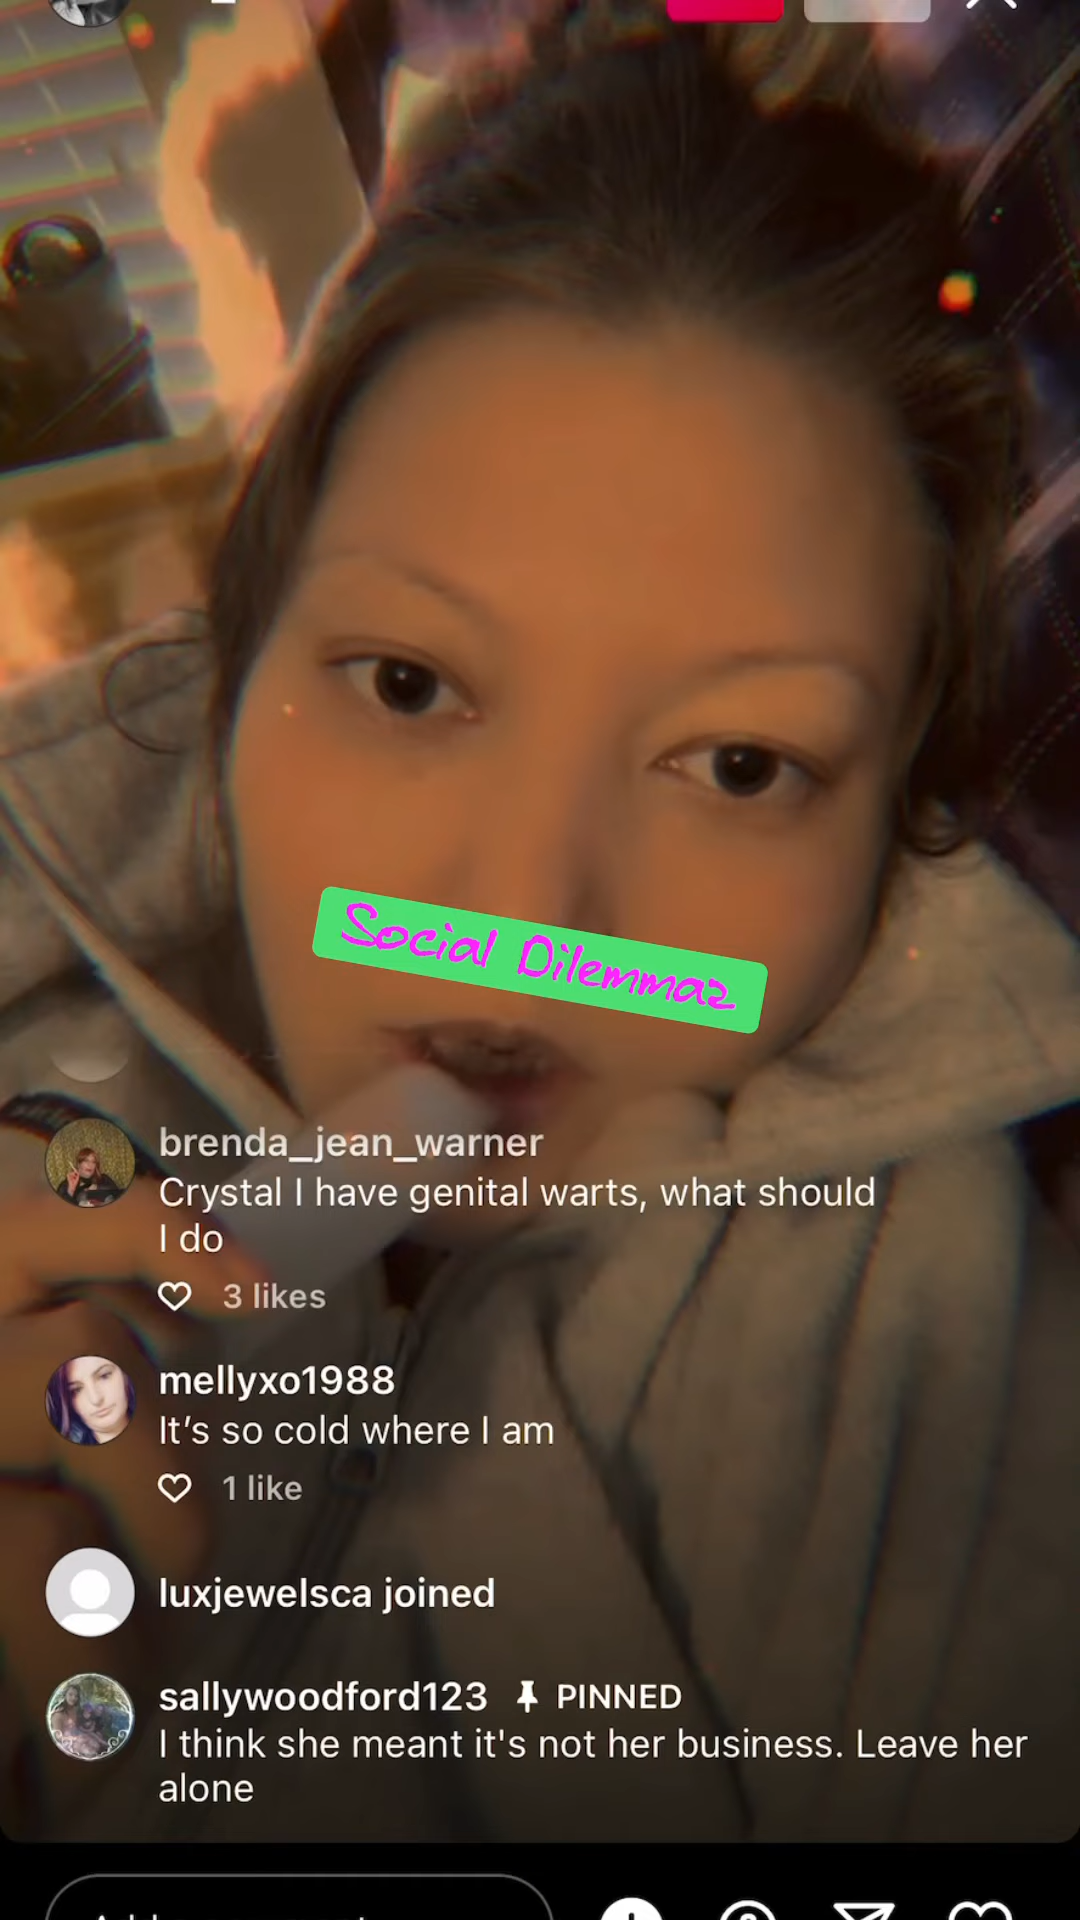 Social Dilemmaz
brenda_jean_warner
Crystal I have genital warts, what should
I do
3 likes
mellyxo1988
It's so cold where I am
1 like
luxjewelsca joined
sallywoodford123 PINNED
I think she meant it's not her business. Leave her
alone